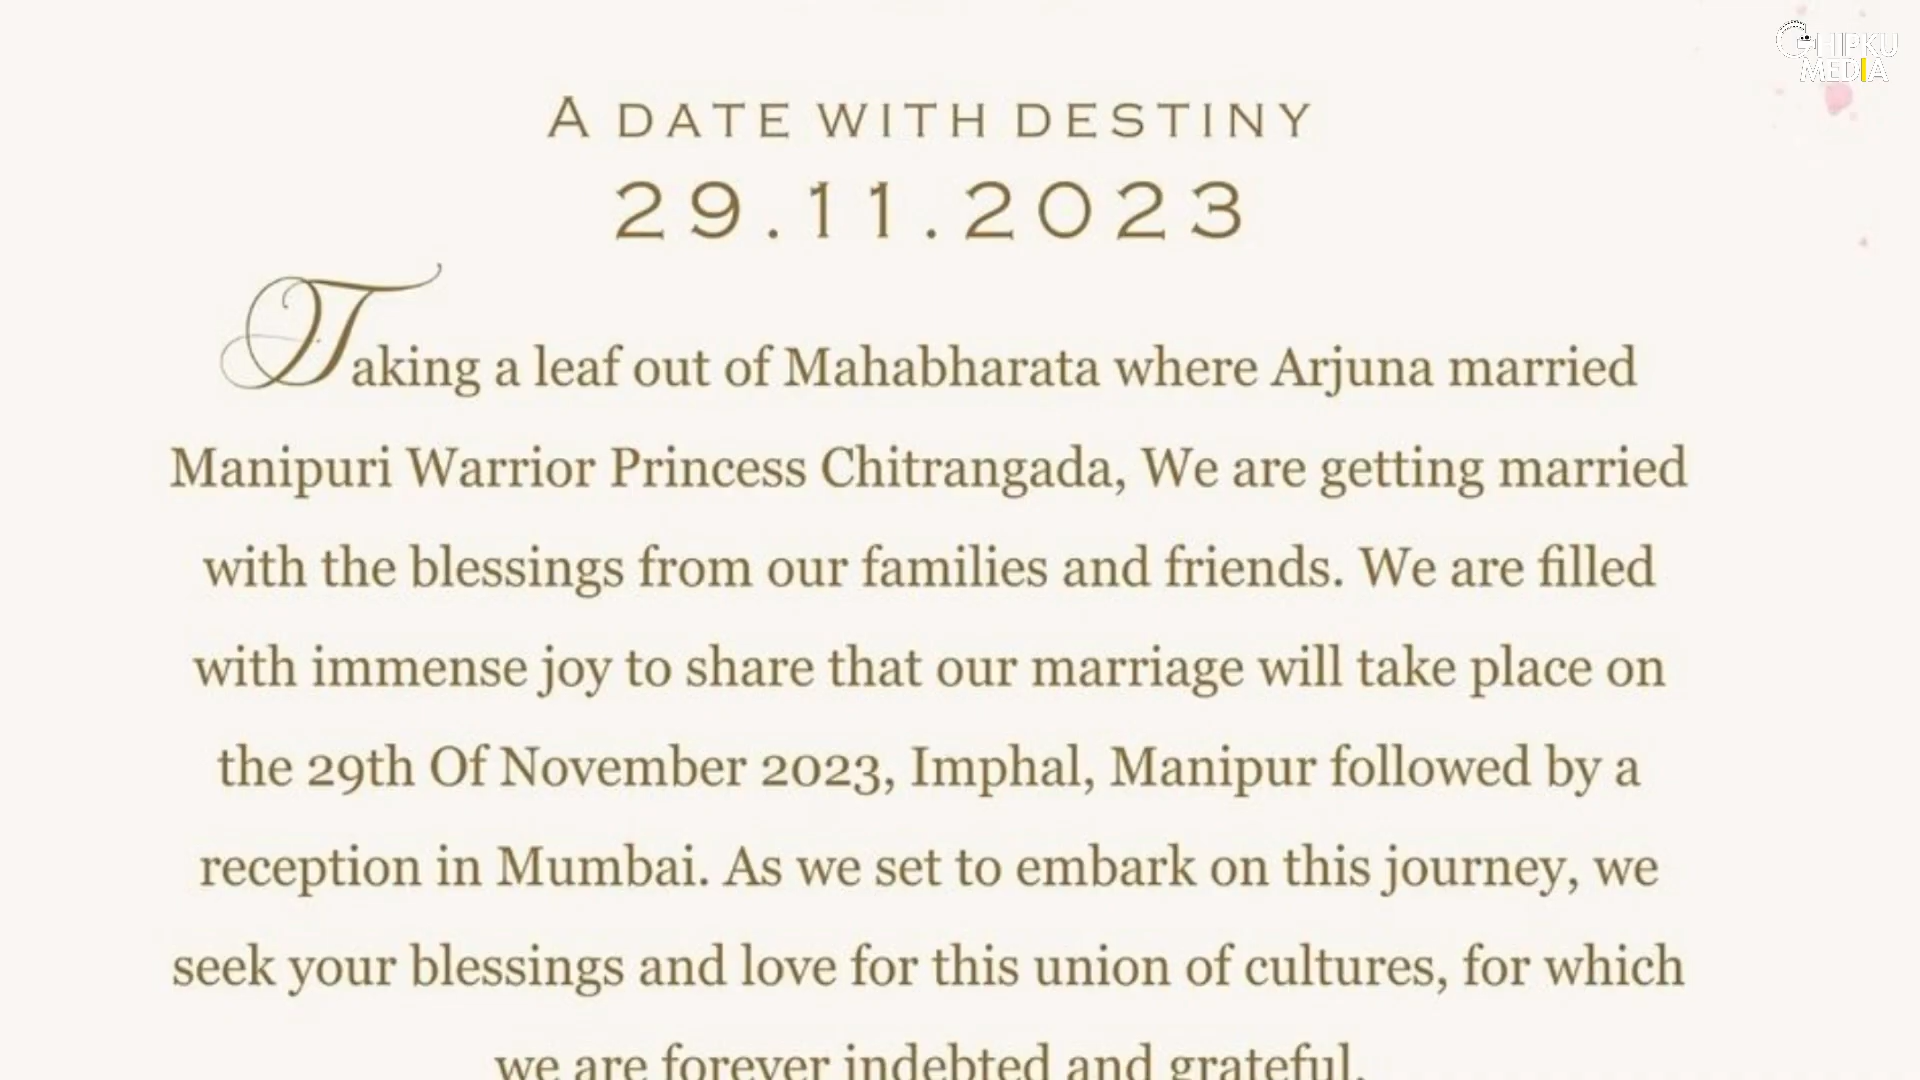 GHIPKU
MEDIA
A DATE WITH DESTINY
29.11.2023
Taking a leaf out of Mahabharata where Arjuna married
Manipuri Warrior Princess Chitrangada, We are getting married
with the blessings from our families and friends. We are filled
with immense joy to share that our marriage will take place on
the 29th Of November 2023, Imphal, Manipur followed by a
reception in Mumbai. As we set to embark on this journey, we
seek your blessings and love for this union of cultures, for which
we are forever indebted and grateful.